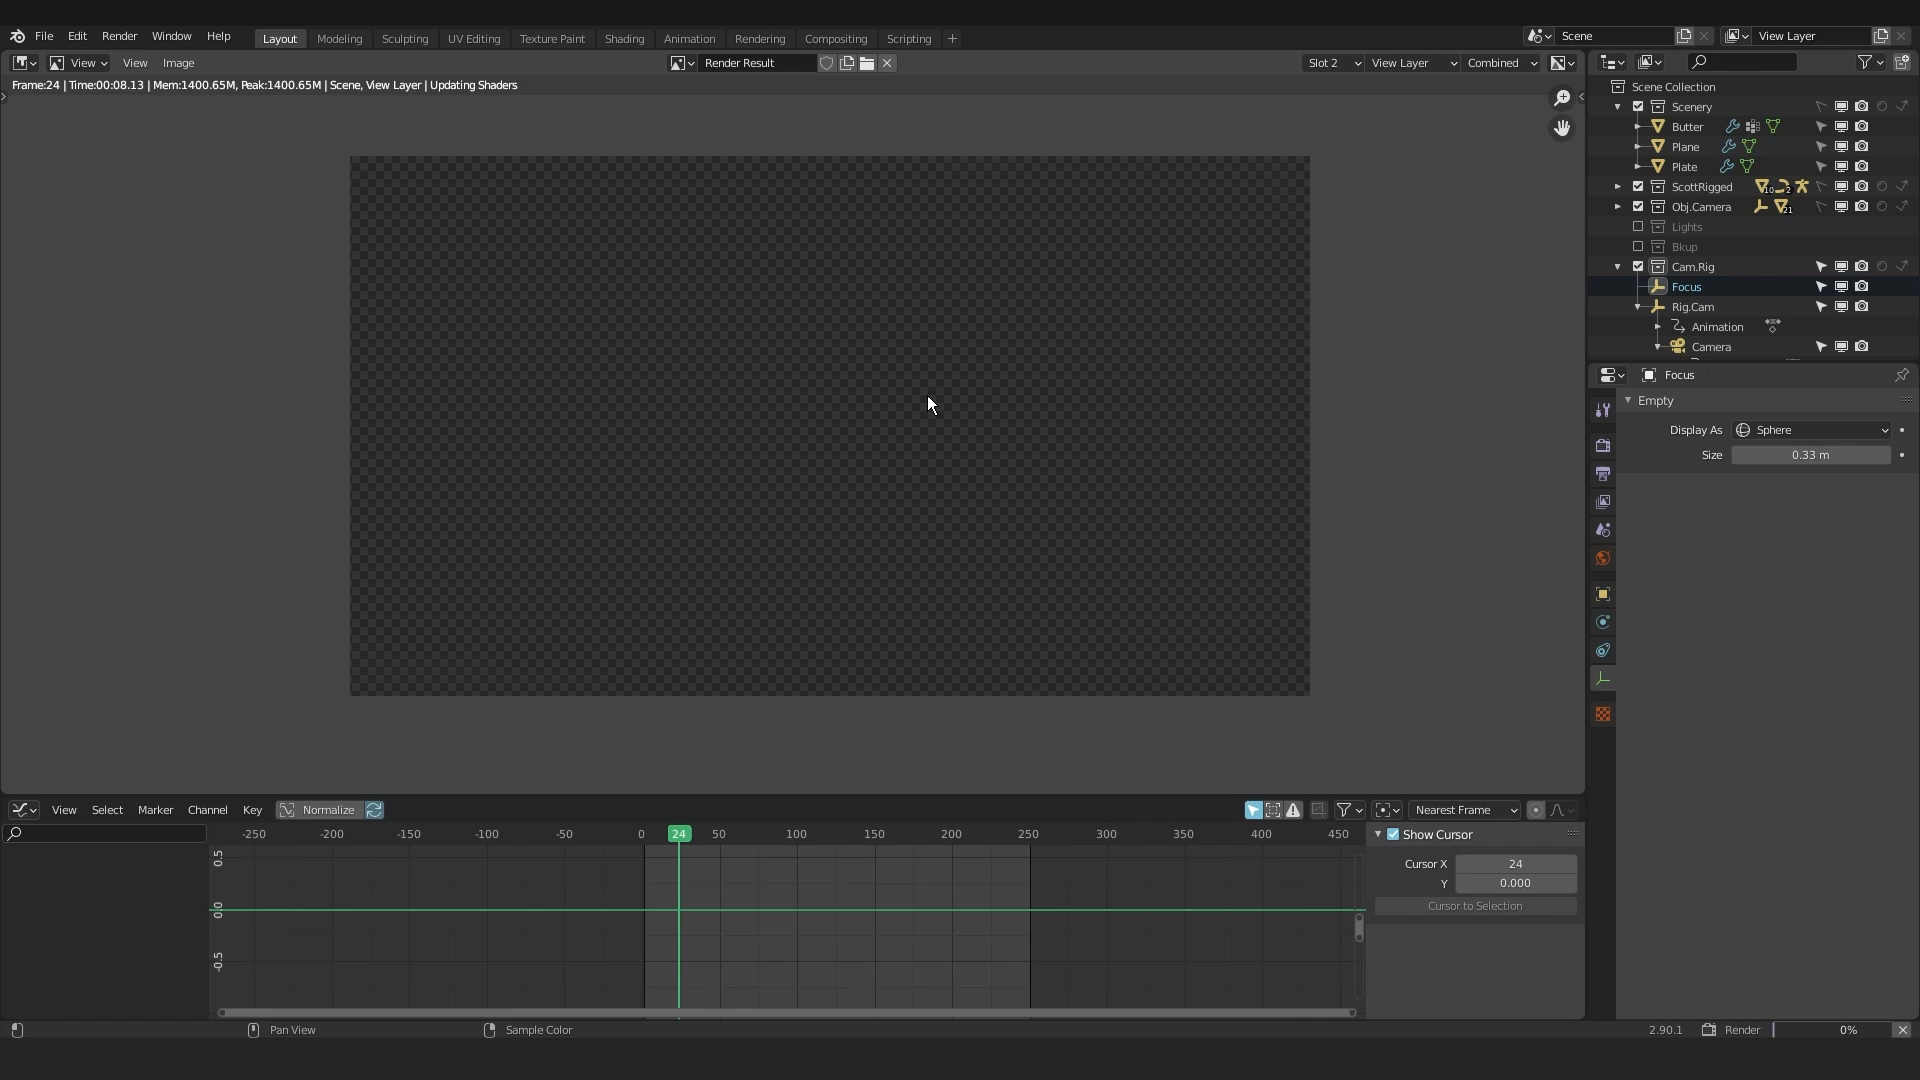 File Edit Render Window Help Layout Modeling Sculpting UV Editing Texture Paint Shading Animation Rendering Compositing Scripting + Scene View Layer
View View Image Render Result Slot 2 View Layer Combined
Frame:24 | Time:00:08.13 | Mem:1400.65M, Peak:1400.65M | Scene, View Layer | Updating Shaders
Scene Collection
Scenery
Butter
Plane
Plate
ScottRigged 10 2
Obj.Camera 21
Lights
Bkup
Cam.Rig
Focus
Rig.Cam
Animation
Camera
Focus
Empty
Display As Sphere
Size 0.33 m
View Select Marker Channel Key Normalize Nearest Frame
-250 -200 -150 -100 -50 0 24 50 100 150 200 250 300 350 400 450
0.5
0.0
-0.5
Show Cursor
Cursor X 24
Y 0.000
Cursor to Selection
Pan View Sample Color 2.90.1 Render 0%